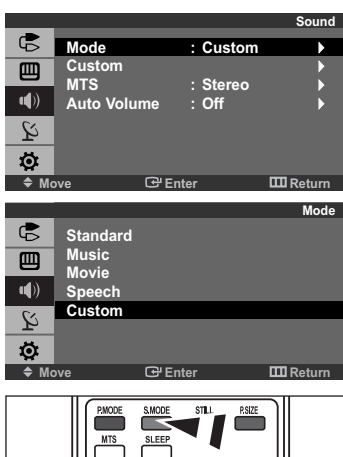 Sound
Mode : Custom
Custom
MTS : Stereo
Auto Volume : Off
Move Enter Return
Mode
Standard
Music
Movie
Speech
Custom
Move Enter Return
P.MODE S.MODE STILL P.SIZE
MTS SLEEP